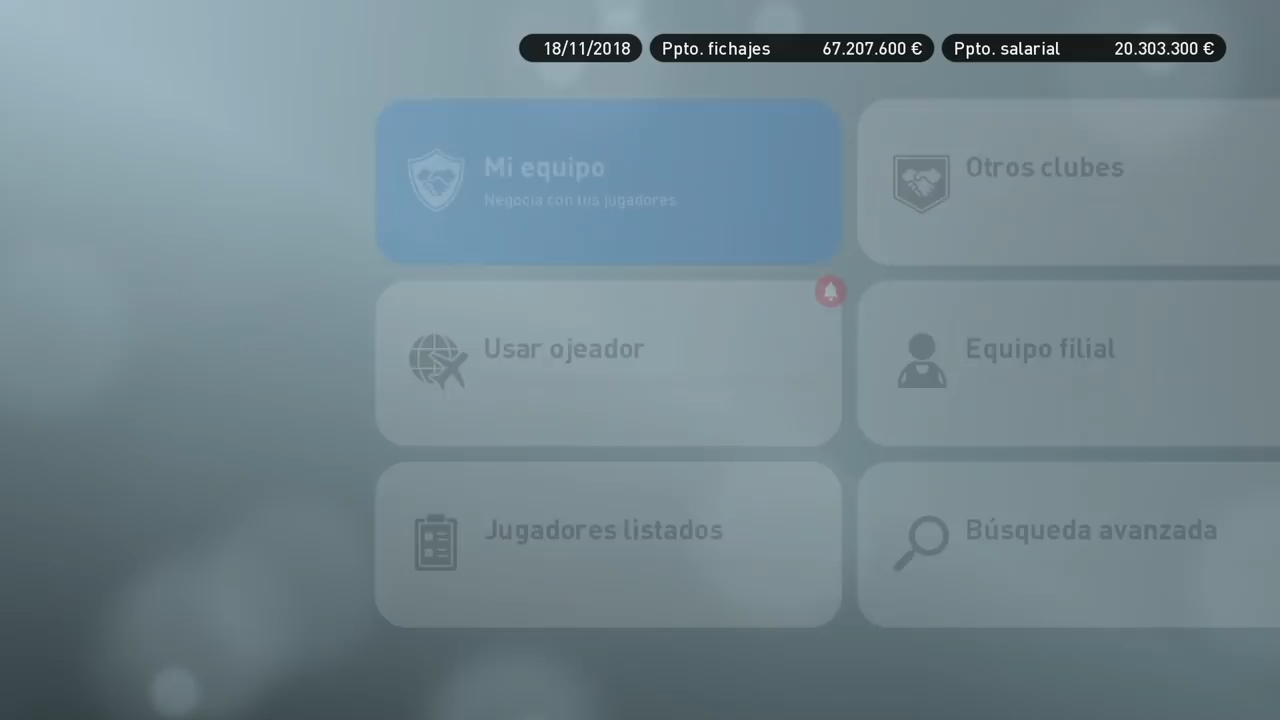 18/11/2018 Ppto. fichajes 67.207.600 € Ppto. salarial 20.303.300 €
Mi equipo
Negocia con tus jugadores
Otros clubes
Usar ojeador
Equipo filial
Jugadores listados
Búsqueda avanzada